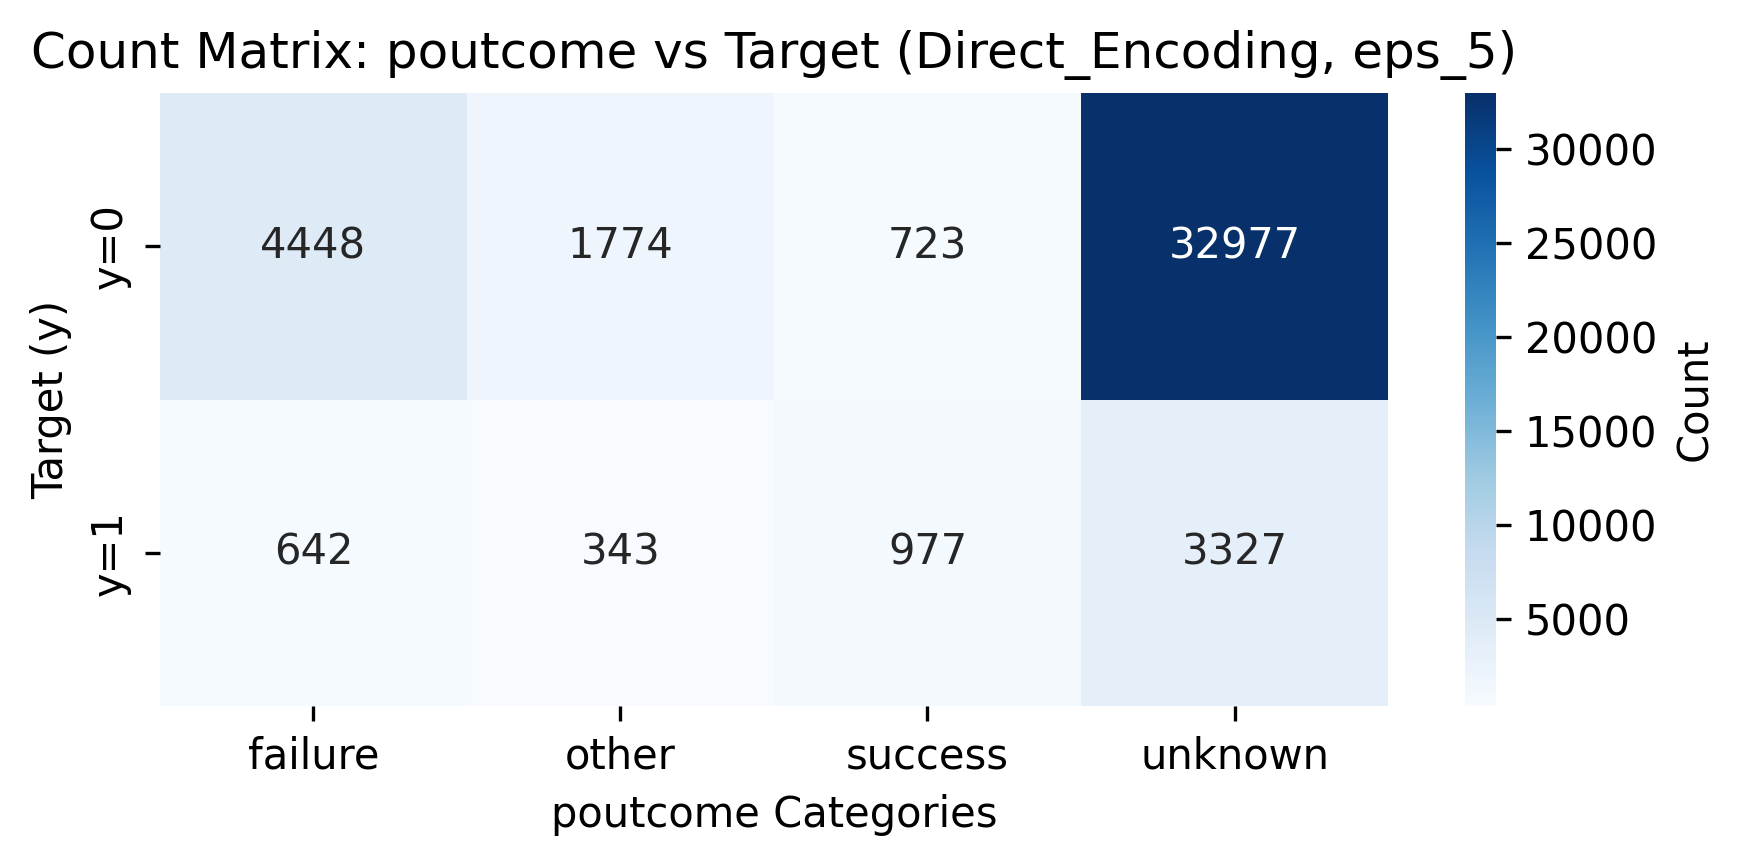 Count Matrix: poutcome vs Target (Direct_Encoding, eps_5)
Target (y)
y=0
4448 1774 723 32977
y=1
642 343 977 3327
failure other success unknown
poutcome Categories
30000
25000
20000
15000
10000
5000
Count